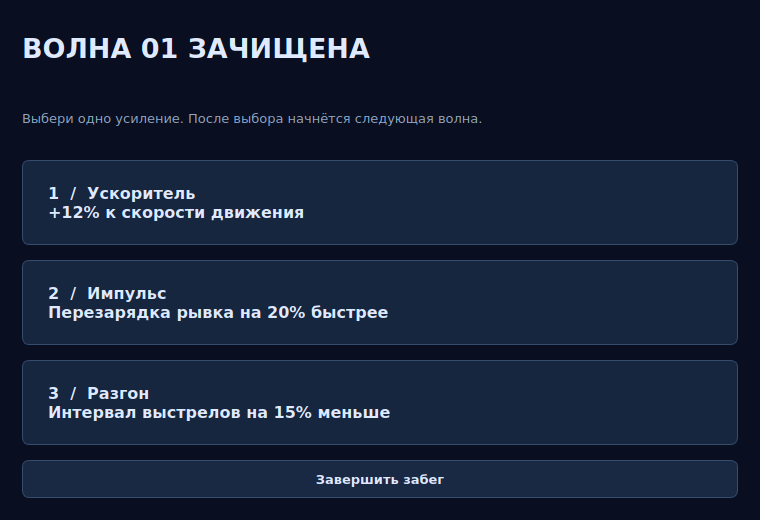 ВОЛНА 01 ЗАЧИЩЕНА
Выбери одно усиление. После выбора начнётся следующая волна.
1 / Ускоритель
+12% к скорости движения
2 / Импульс
Перезарядка рывка на 20% быстрее
3 / Разгон
Интервал выстрелов на 15% меньше
Завершить забег